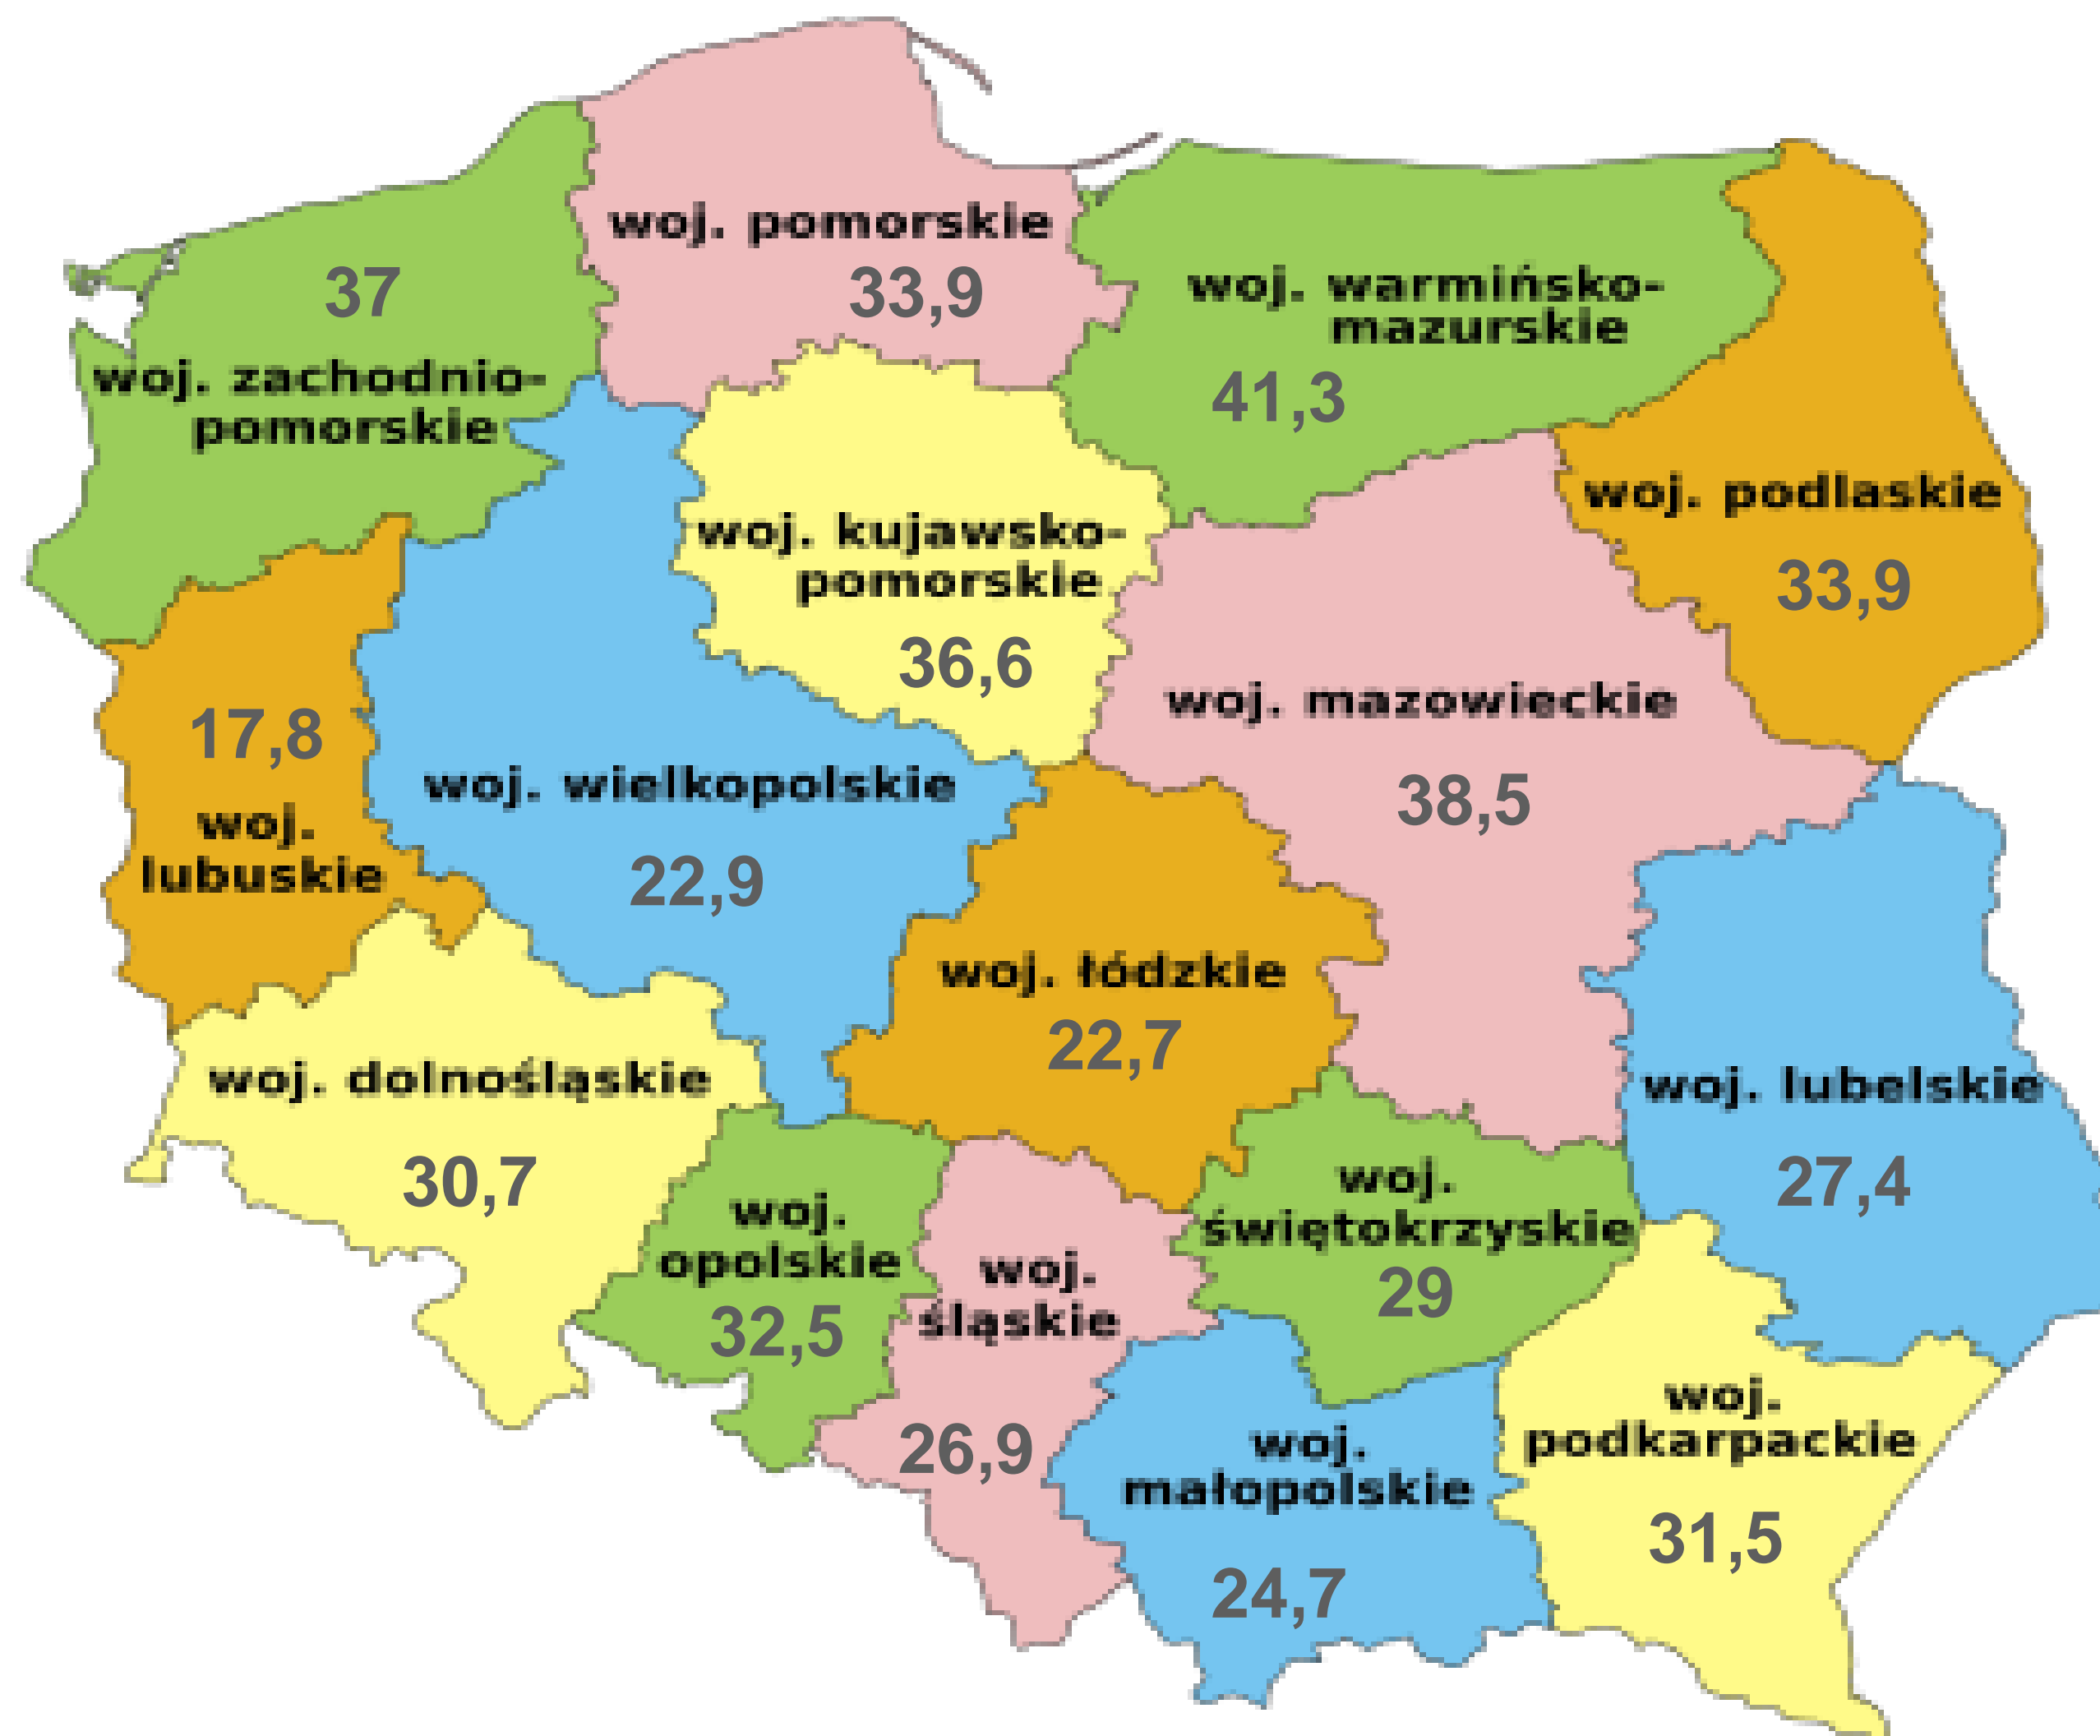 woj. pomorskie
33,9
37
woj. zachodnio-
pomorskie
woj. warmińsko-
mazurskie
41,3
woj. podlaskie
33,9
woj. kujawsko-
pomorskie
36,6
woj. mazowieckie
38,5
17,8
woj.
lubuskie
woj. wielkopolskie
22,9
woj. łódzkie
22,7
woj. dolnośląskie
30,7
woj. lubelskie
27,4
woj.
opolskie
32,5
woj.
śląskie
26,9
woj.
świętokrzyskie
29
woj.
małopolskie
24,7
woj.
podkarpackie
31,5